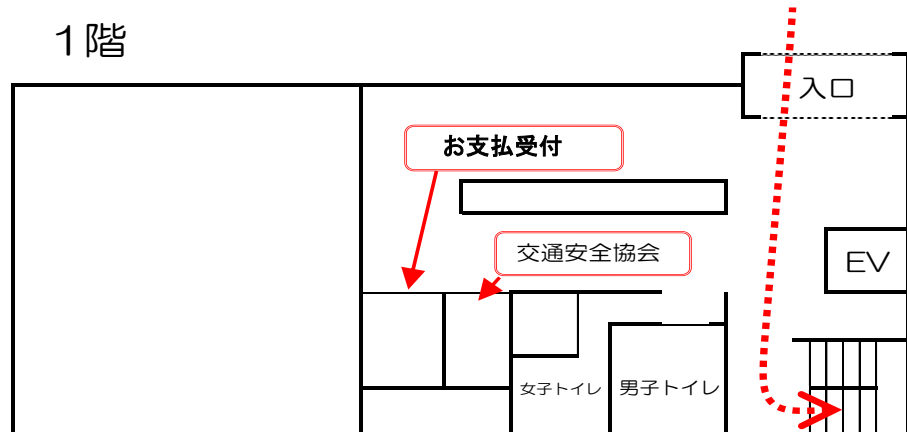 1階
入口
お支払受付
交通安全協会
EV
女子トイレ
男子トイレ